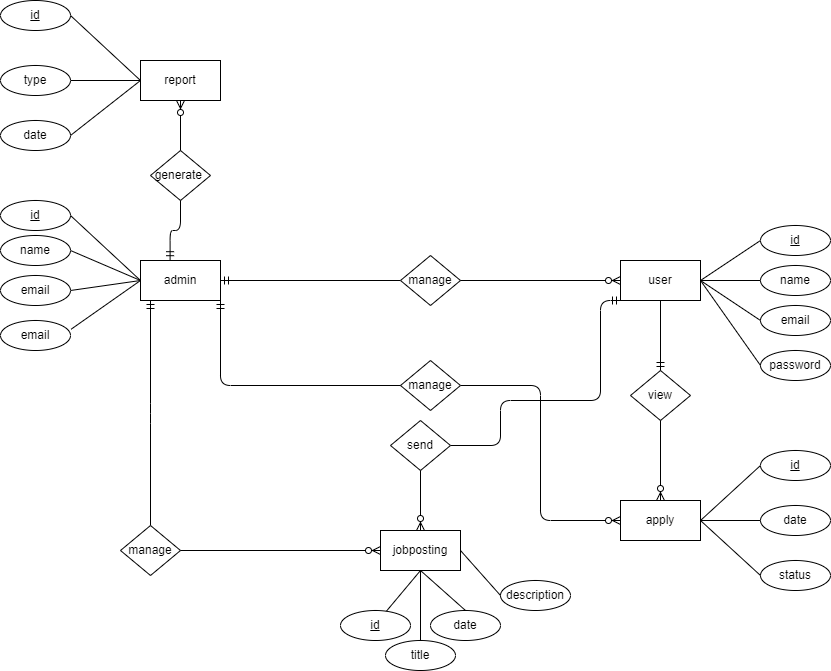 id
type
report
date
generate
id
name
admin
email
email
manage
user
id
name
email
password
manage
view
send
id
apply
date
status
manage
jobposting
description
id
date
title